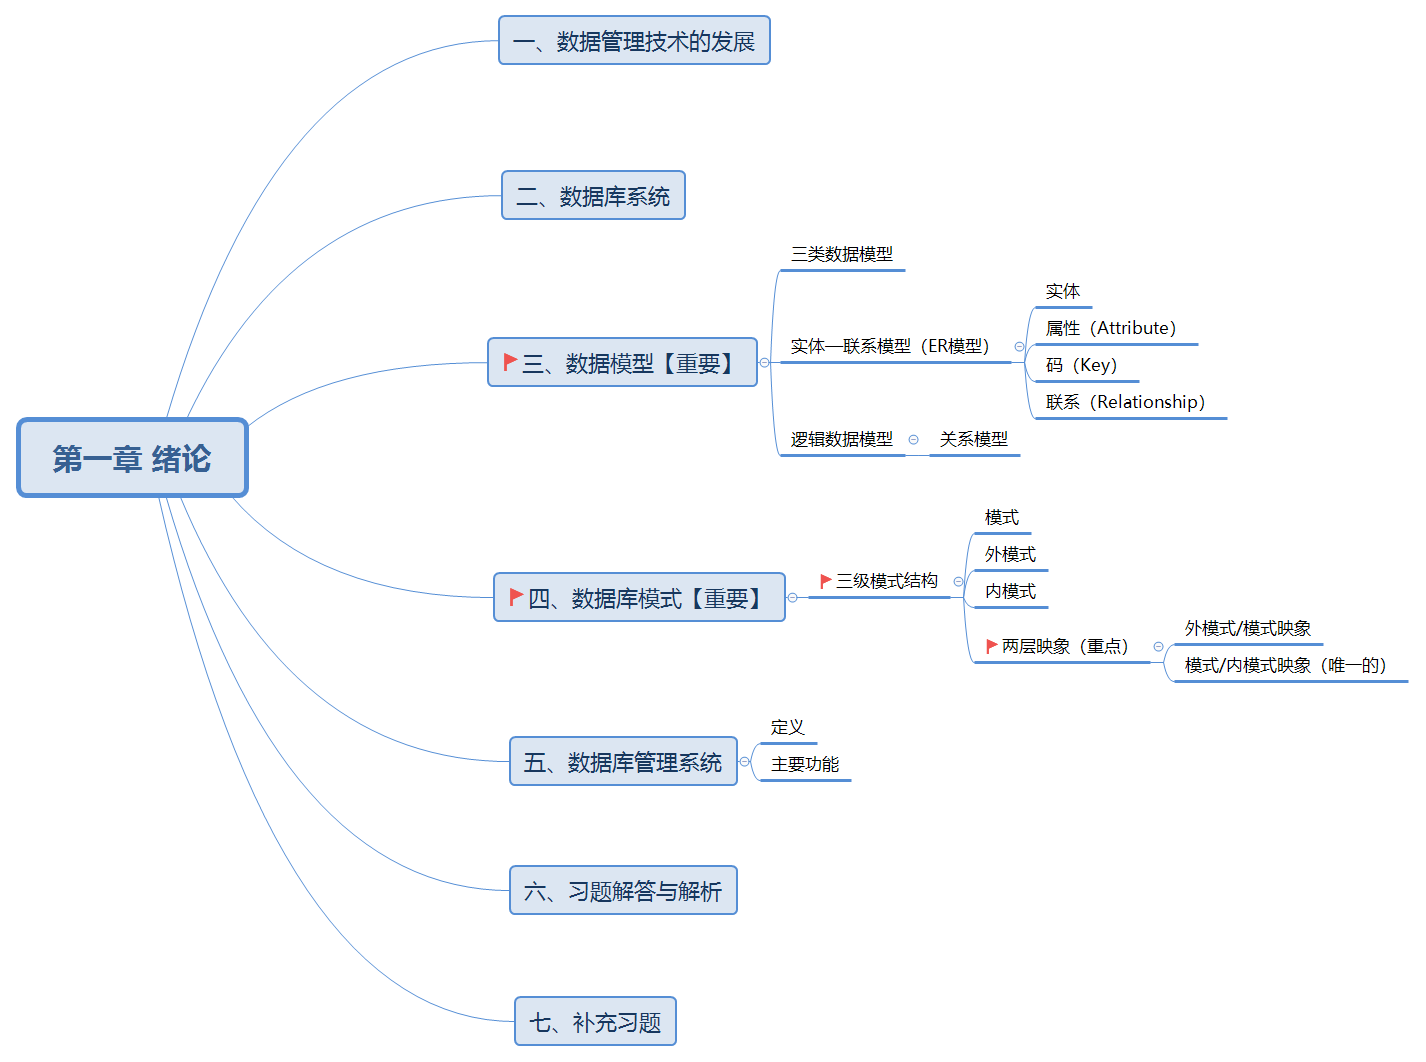 第一章 绪论
一、数据管理技术的发展
二、数据库系统
三、数据模型【重要】
三类数据模型
实体—联系模型（ER模型）
实体
属性（Attribute）
码（Key）
联系（Relationship）
逻辑数据模型
关系模型
四、数据库模式【重要】
三级模式结构
模式
外模式
内模式
两层映象（重点）
外模式/模式映象
模式/内模式映象（唯一的）
五、数据库管理系统
定义
主要功能
六、习题解答与解析
七、补充习题